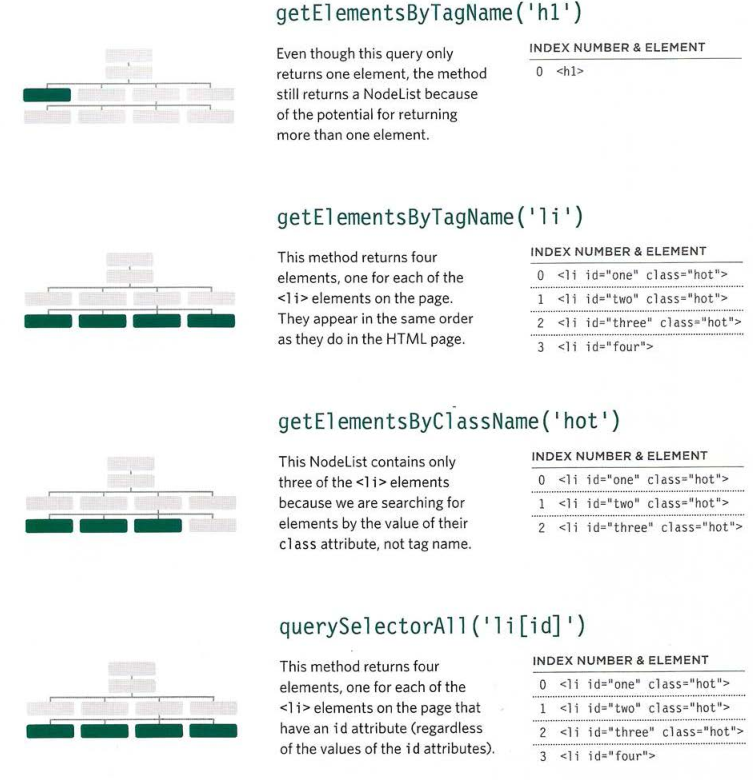 getElementsByTagName('h1')
Even though this query only
returns one element, the method
still returns a NodeList because
of the potential for returning
more than one element.
INDEX NUMBER & ELEMENT
0 <h1>
getElementsByTagName('li')
This method returns four
elements, one for each of the
<li> elements on the page.
They appear in the same order
as they do in the HTML page.
INDEX NUMBER & ELEMENT
0 <li id="one" class="hot">
1 <li id="two" class="hot">
2 <li id="three" class="hot">
3 <li id="four">
getElementsByClassName('hot')
This NodeList contains only
three of the <li> elements
because we are searching for
elements by the value of their
class attribute, not tag name.
INDEX NUMBER & ELEMENT
0 <li id="one" class="hot">
1 <li id="two" class="hot">
2 <li id="three" class="hot">
querySelectorAll('li[id]')
This method returns four
elements, one for each of the
<li> elements on the page that
have an id attribute (regardless
of the values of the id attributes).
INDEX NUMBER & ELEMENT
0 <li id="one" class="hot">
1 <li id="two" class="hot">
2 <li id="three" class="hot">
3 <li id="four">